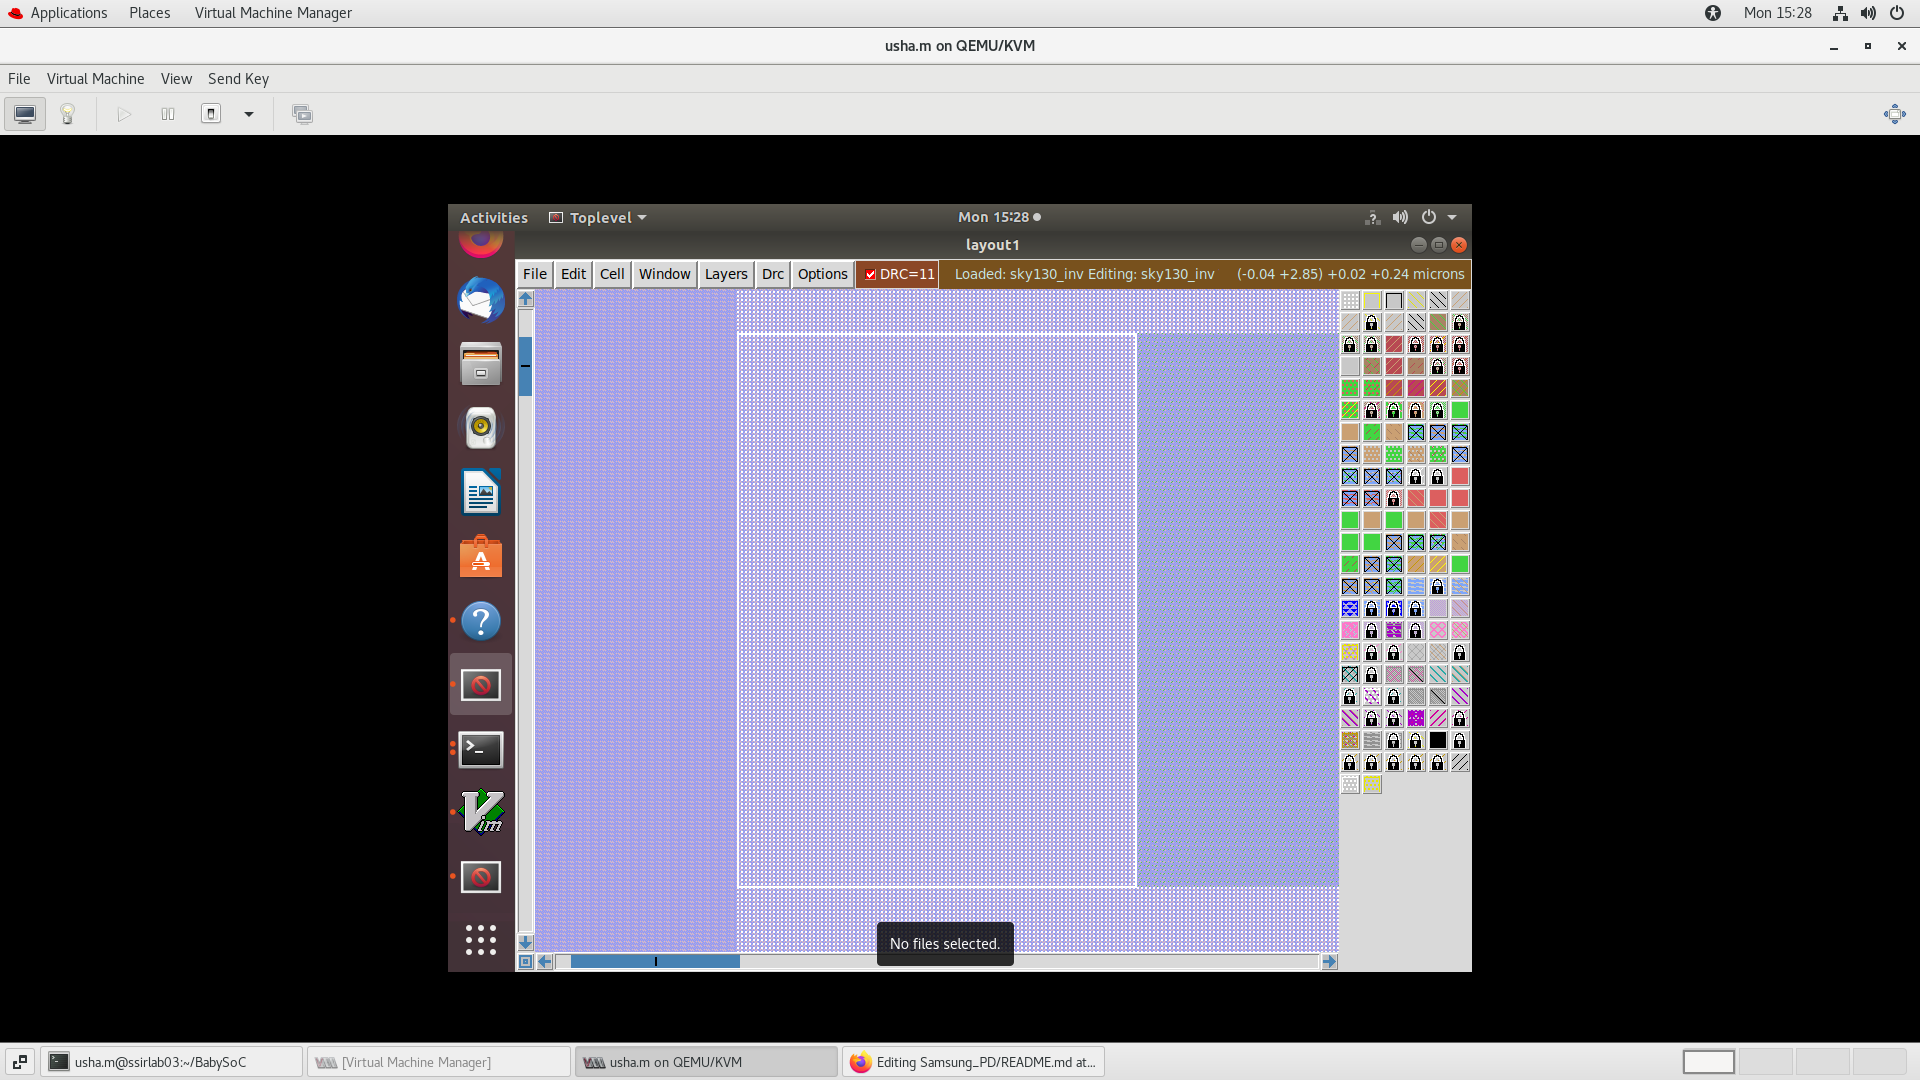 Applications Places Virtual Machine Manager Mon 15:28
usha.m on QEMU/KVM
File Virtual Machine View Send Key
Activities Toplevel Mon 15:28
layout1
File Edit Cell Window Layers Drc Options DRC=11 Loaded: sky130_inv Editing: sky130_inv (-0.04 +2.85) +0.02 +0.24 microns
No files selected.
usha.m@ssirlab03:~/BabySoC [Virtual Machine Manager] usha.m on QEMU/KVM Editing Samsung_PD/README.md at...